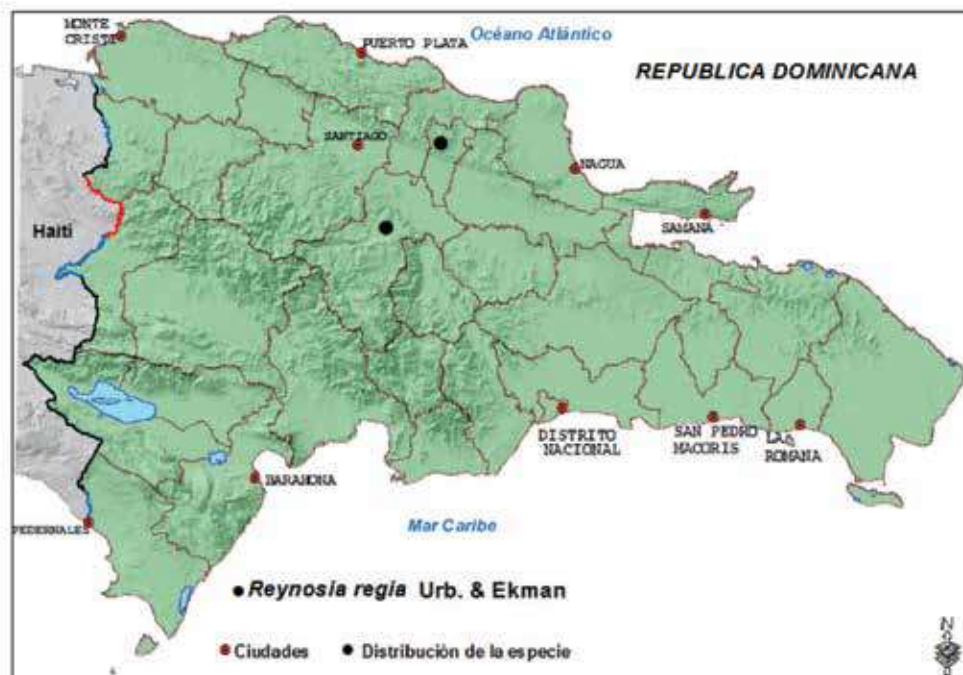 MONTE
CRISTI
PUERTO PLATA
Océano Atlántico
REPUBLICA DOMINICANA
SANTIAGO
NAGUA
SAMANA
Haití
DISTRITO
NACIONAL
SAN PEDRO
MACORIS
LA
ROMANA
BARAHONA
PEDERNALES
Mar Caribe
Reynosia regia Urb. & Ekman
Ciudades
Distribución de la especie
N